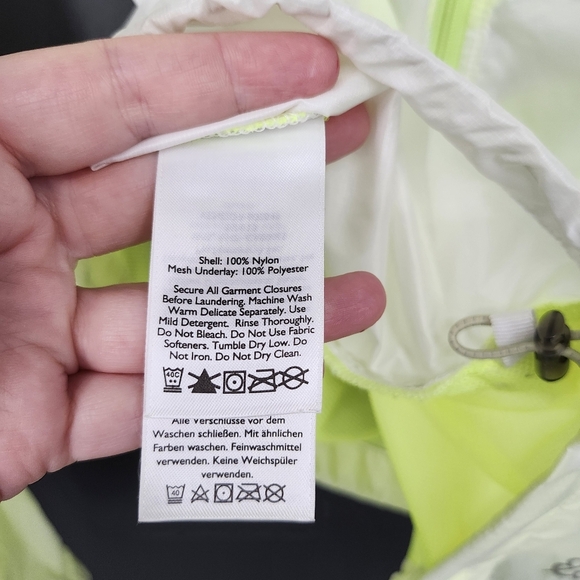 Shell: 100% Nylon
Mesh Underlay: 100% Polyester
Secure All Garment Closures
Before Laundering. Machine Wash
Warm Delicate Separately. Use
Mild Detergent. Rinse Thoroughly.
Do Not Bleach. Do Not Use Fabric
Softeners. Tumble Dry Low. Do
Not Iron. Do Not Dry Clean.
40C
Alle Verschlüsse vor dem
Waschen schließen. Mit ähnlichen
Farben waschen. Feinwaschmittel
verwenden. Keine Weichspüler
verwenden.
40